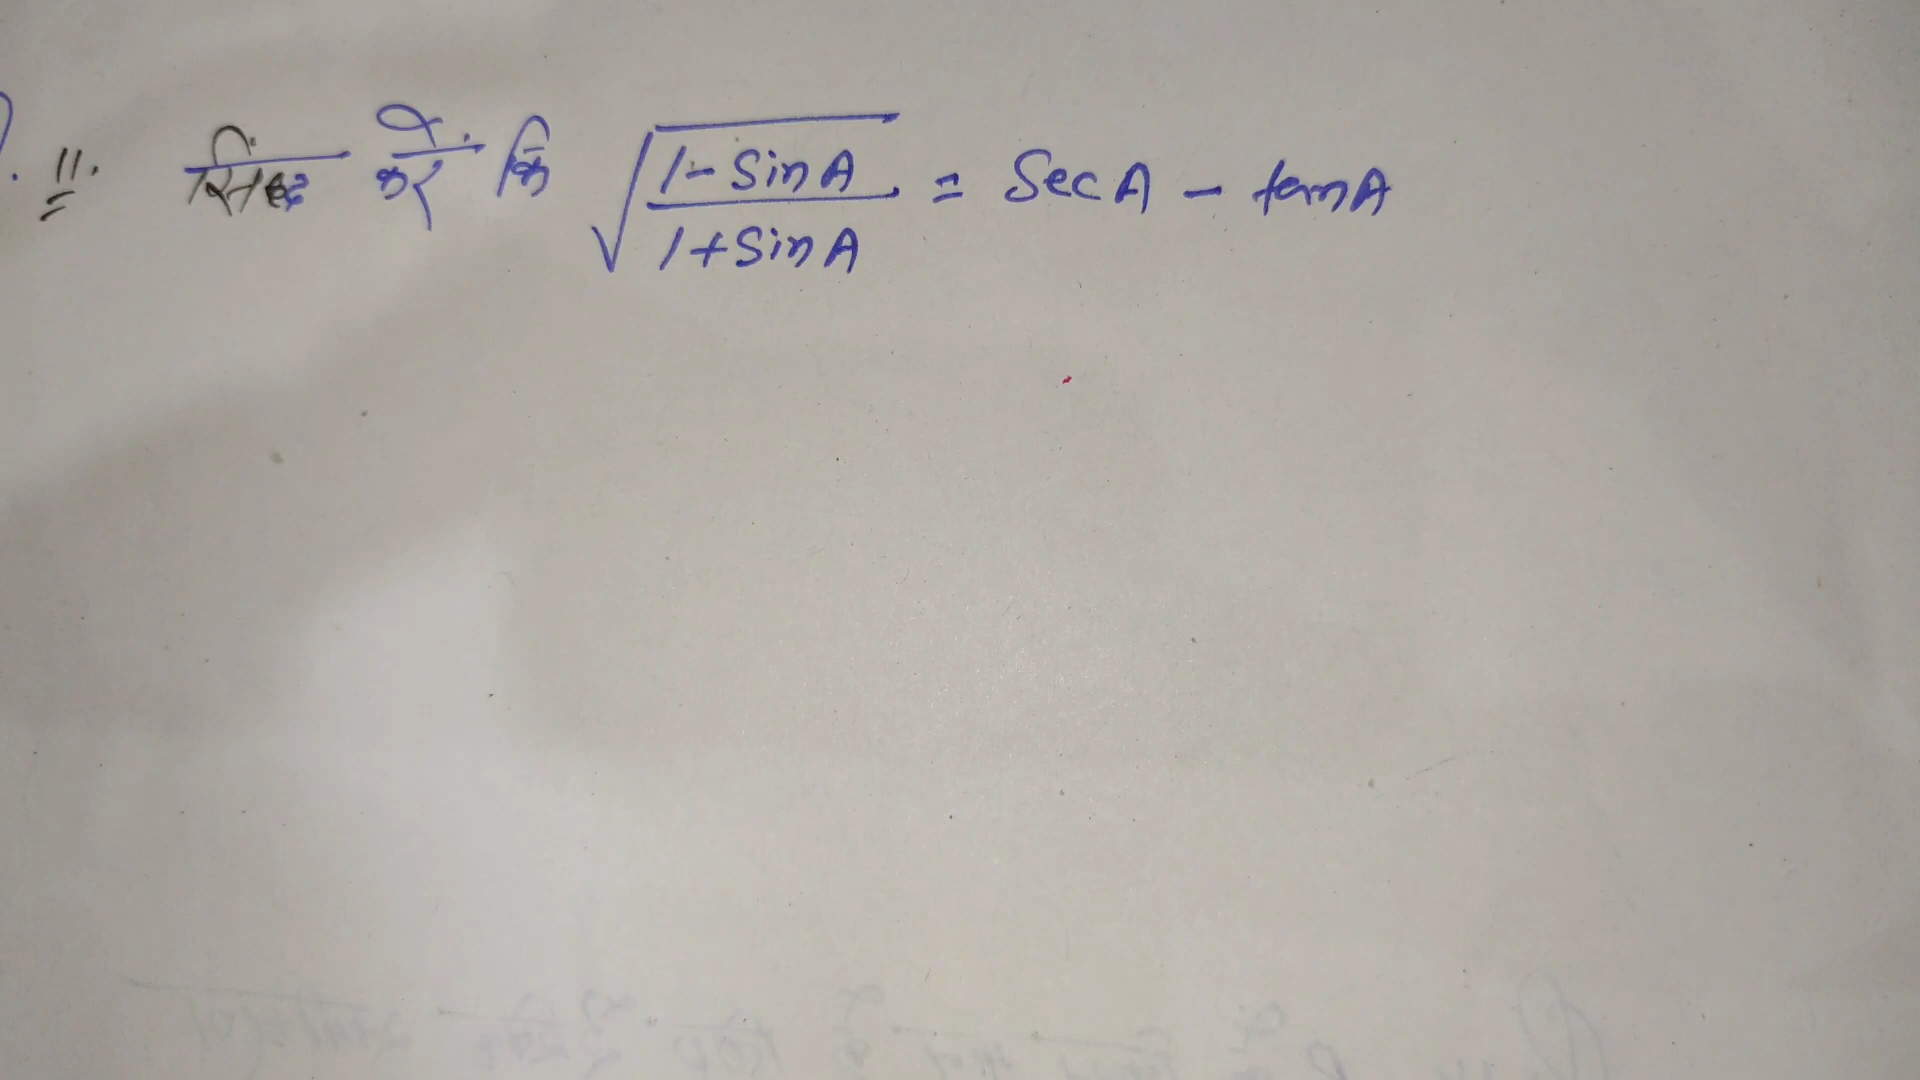 11. सिद्ध करें कि √((1-SinA)/(1+SinA)) = SecA - tanA